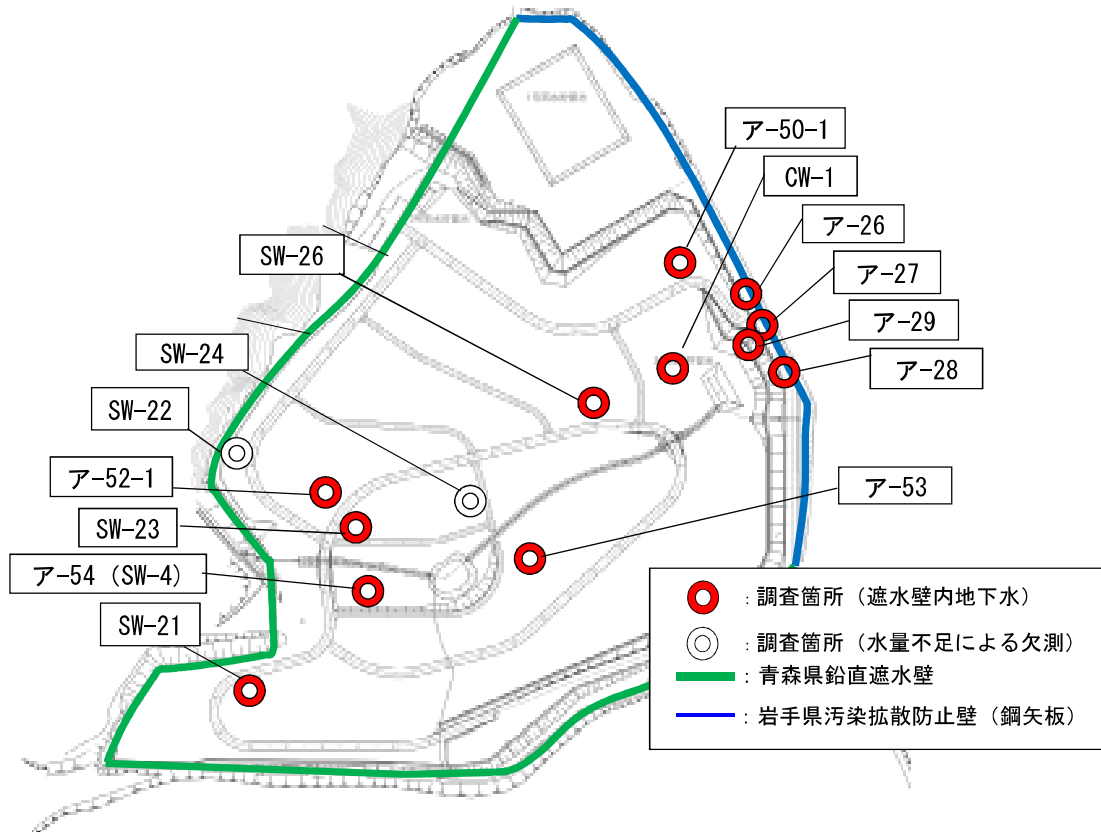 ア-50-1
CW-1
ア-26
SW-26
ア-27
ア-29
SW-24
ア-28
SW-22
ア-52-1
ア-53
SW-23
ア-54（SW-4）
SW-21
：調査箇所（遮水壁内地下水）
：調査箇所（水量不足による欠測）
：青森県鉛直遮水壁
：岩手県汚染拡散防止壁（鋼矢板）